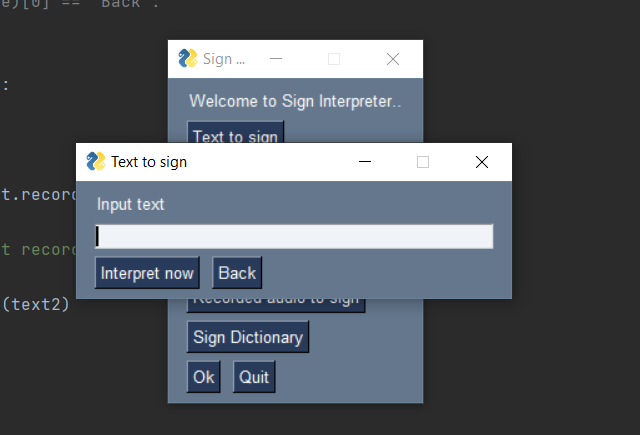 e)[0] == 'Back'.
:
Sign ...
Welcome to Sign Interpreter..
Text to sign
Text to sign
t.record
Input text
t record
Interpret now Back
(text2)
Recorded audio to sign
Sign Dictionary
Ok Quit